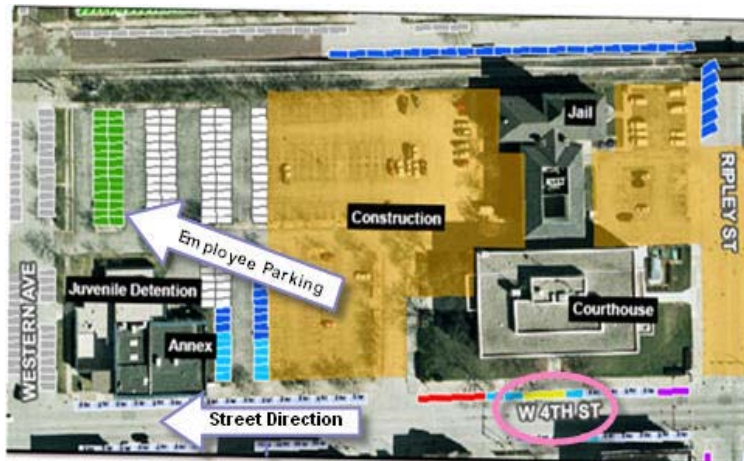 Jail
RIPLEY ST
Construction
Employee Parking
Juvenile Detention
Courthouse
WESTERN AVE
Annex
W 4TH ST
Street Direction